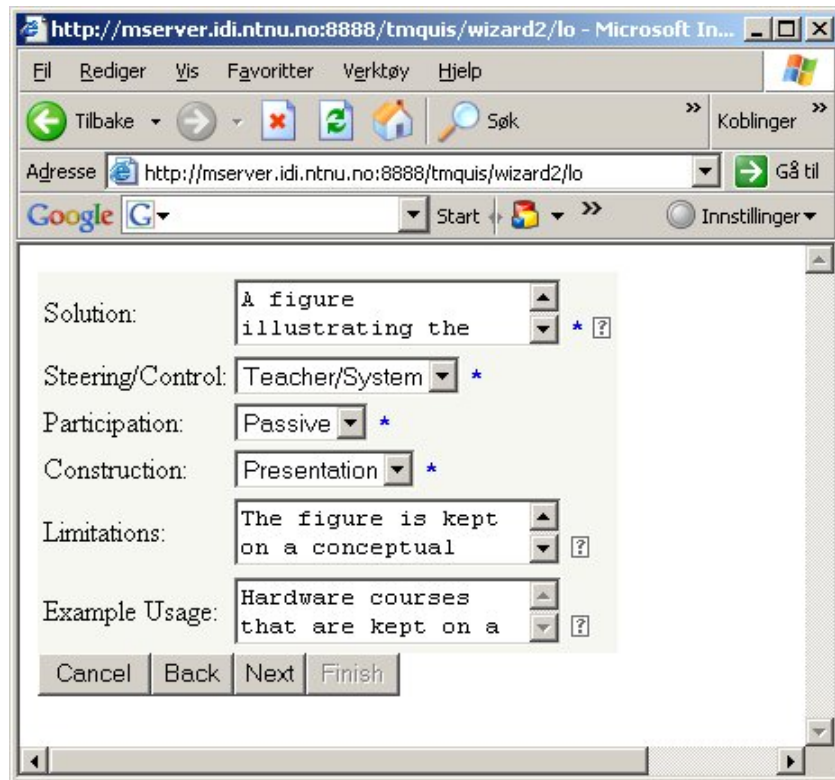 http://mserver.idi.ntnu.no:8888/tmquis/wizard2/lo - Microsoft In...
Fil Rediger Vis Favoritter Verktøy Hjelp
Tilbake Søk » Koblinger »
Adresse http://mserver.idi.ntnu.no:8888/tmquis/wizard2/lo Gå til
Google G Start » Innstillinger
Solution: A figure
illustrating the * ?
Steering/Control: Teacher/System *
Participation: Passive *
Construction: Presentation *
Limitations: The figure is kept
on a conceptual ?
Example Usage: Hardware courses
that are kept on a ?
Cancel Back Next Finish